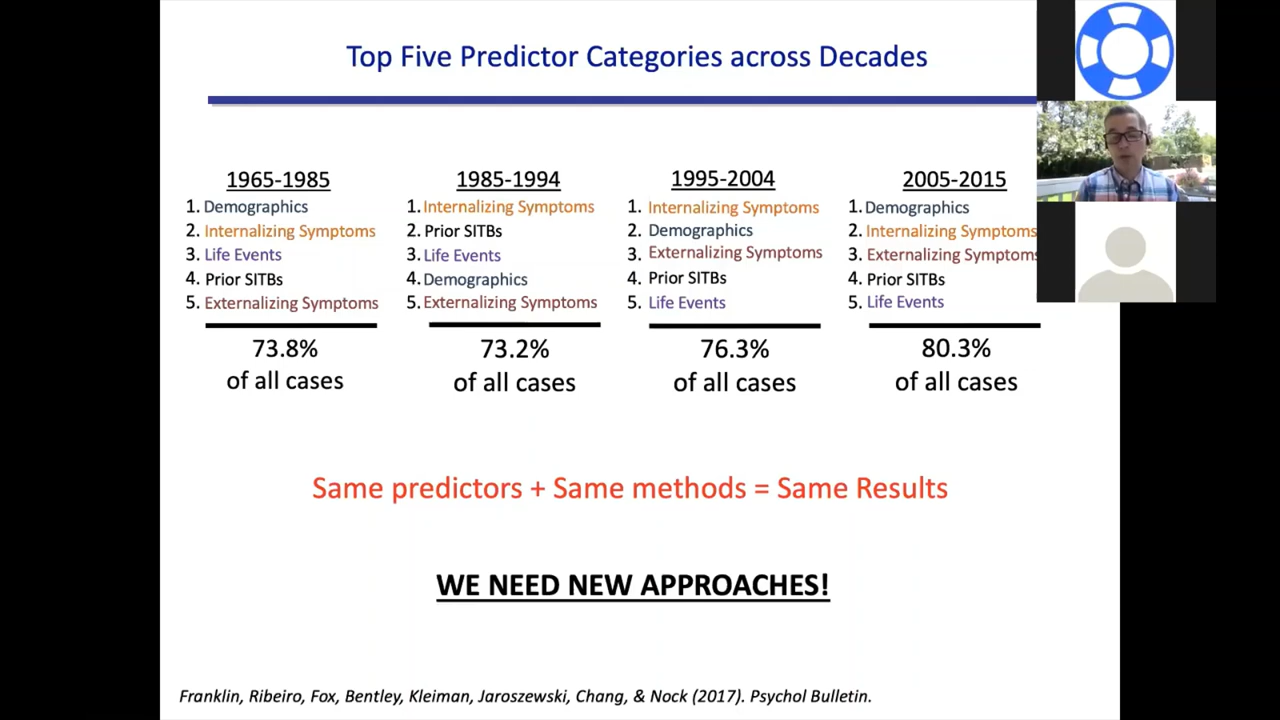 Top Five Predictor Categories across Decades
1965-1985
1. Demographics
2. Internalizing Symptoms
3. Life Events
4. Prior SITBs
5. Externalizing Symptoms
73.8%
of all cases
1985-1994
1. Internalizing Symptoms
2. Prior SITBs
3. Life Events
4. Demographics
5. Externalizing Symptoms
73.2%
of all cases
1995-2004
1. Internalizing Symptoms
2. Demographics
3. Externalizing Symptoms
4. Prior SITBs
5. Life Events
76.3%
of all cases
2005-2015
1. Demographics
2. Internalizing Symptoms
3. Externalizing Symptoms
4. Prior SITBs
5. Life Events
80.3%
of all cases
Same predictors + Same methods = Same Results
WE NEED NEW APPROACHES!
Franklin, Ribeiro, Fox, Bentley, Kleiman, Jaroszewski, Chang, & Nock (2017). Psychol Bulletin.